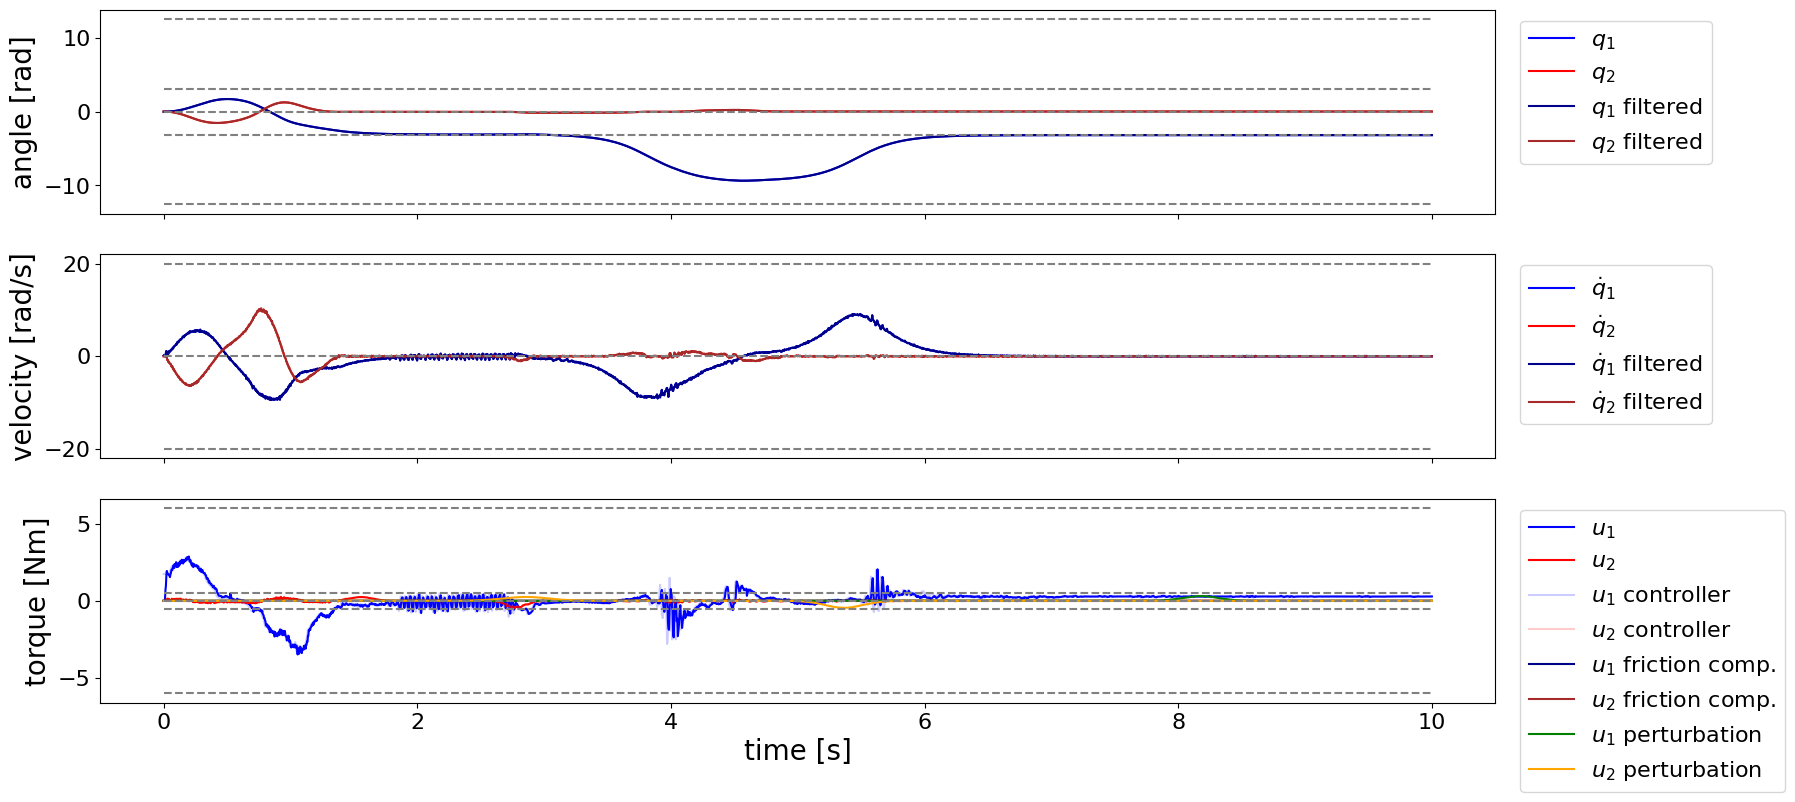 angle [rad]
10
0
−10
q₁
q₂
q₁ filtered
q₂ filtered
velocity [rad/s]
20
0
−20
q̇₁
q̇₂
q̇₁ filtered
q̇₂ filtered
torque [Nm]
5
0
−5
0 2 4 6 8 10
time [s]
u₁
u₂
u₁ controller
u₂ controller
u₁ friction comp.
u₂ friction comp.
u₁ perturbation
u₂ perturbation